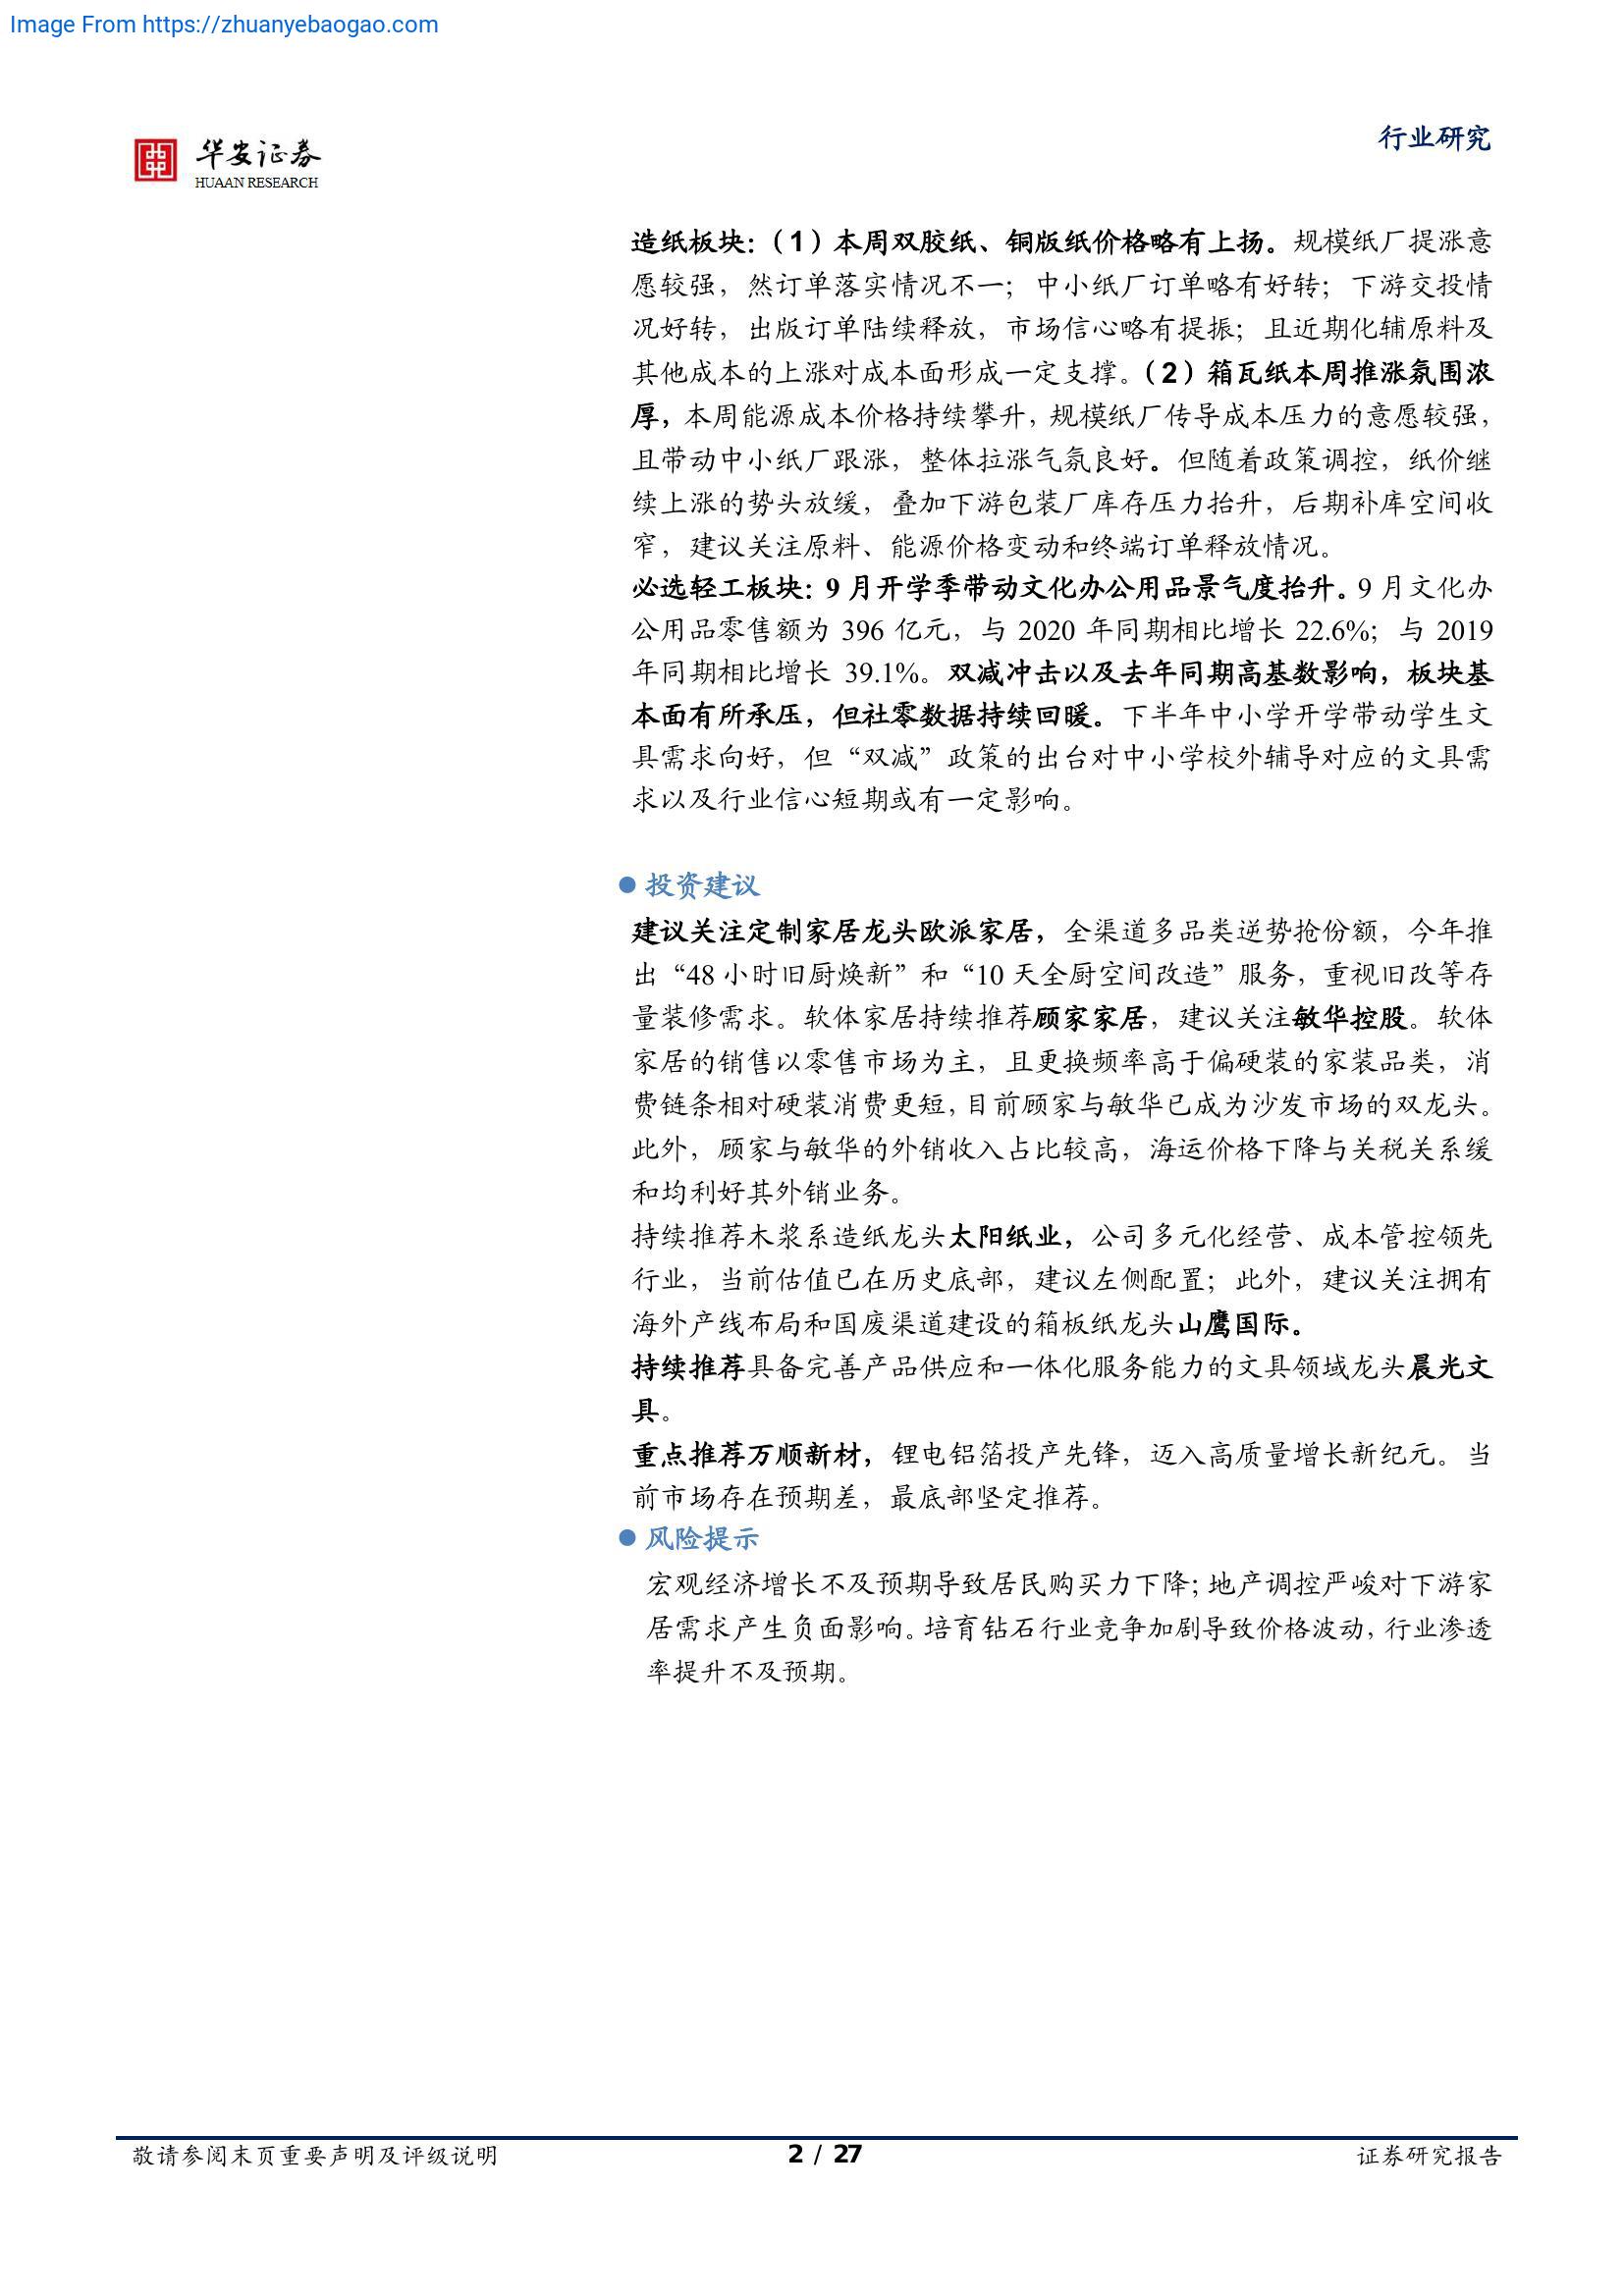 Image From https://zhuanyebaogao.com
华安证券
HUAAN RESEARCH
行业研究
造纸板块：（1）本周双胶纸、铜版纸价格略有上扬。规模纸厂提涨意
愿较强，然订单落实情况不一；中小纸厂订单略有好转；下游交投情
况好转，出版订单陆续释放，市场信心略有提振；且近期化辅原料及
其他成本的上涨对成本面形成一定支撑。（2）箱瓦纸本周推涨氛围浓
厚，本周能源成本价格持续攀升，规模纸厂传导成本压力的意愿较强，
且带动中小纸厂跟涨，整体拉涨气氛良好。但随着政策调控，纸价继
续上涨的势头放缓，叠加下游包装厂库存压力抬升，后期补库空间收
窄，建议关注原料、能源价格变动和终端订单释放情况。
必选轻工板块：9 月开学季带动文化办公用品景气度抬升。9 月文化办
公用品零售额为 396 亿元，与 2020 年同期相比增长 22.6%；与 2019
年同期相比增长 39.1%。双减冲击以及去年同期高基数影响，板块基
本面有所承压，但社零数据持续回暖。下半年中小学开学带动学生文
具需求向好，但“双减”政策的出台对中小学校外辅导对应的文具需
求以及行业信心短期或有一定影响。
● 投资建议
建议关注定制家居龙头欧派家居，全渠道多品类逆势抢份额，今年推
出“48 小时旧厨焕新”和“10 天全厨空间改造”服务，重视旧改等存
量装修需求。软体家居持续推荐顾家家居，建议关注敏华控股。软体
家居的销售以零售市场为主，且更换频率高于偏硬装的家装品类，消
费链条相对硬装消费更短，目前顾家与敏华已成为沙发市场的双龙头。
此外，顾家与敏华的外销收入占比较高，海运价格下降与关税关系缓
和均利好其外销业务。
持续推荐木浆系造纸龙头太阳纸业，公司多元化经营、成本管控领先
行业，当前估值已在历史底部，建议左侧配置；此外，建议关注拥有
海外产线布局和国废渠道建设的箱板纸龙头山鹰国际。
持续推荐具备完善产品供应和一体化服务能力的文具领域龙头晨光文
具。
重点推荐万顺新材，锂电铝箔投产先锋，迈入高质量增长新纪元。当
前市场存在预期差，最底部坚定推荐。
● 风险提示
宏观经济增长不及预期导致居民购买力下降；地产调控严峻对下游家
居需求产生负面影响。培育钻石行业竞争加剧导致价格波动，行业渗透
率提升不及预期。
敬请参阅末页重要声明及评级说明
2 / 27
证券研究报告